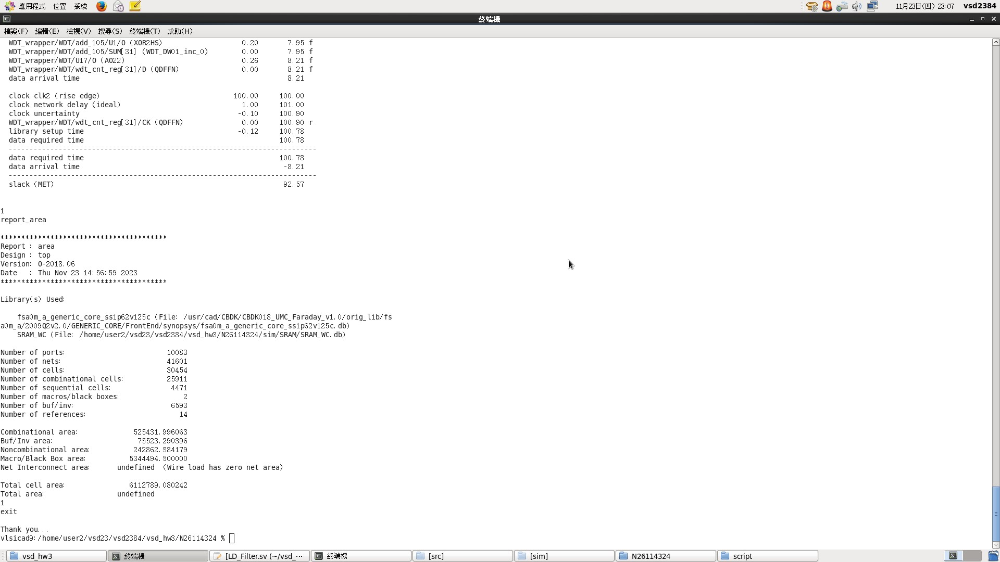 應用程式 位置 系統 11月23日(四) 23:07 vsd2384
終端機
檔案(F) 編輯(E) 檢視(V) 搜尋(S) 終端機(T) 求助(H)
WDT_wrapper/WDT/add_105/U1/O (XOR2HS) 0.20 7.95 f
WDT_wrapper/WDT/add_105/SUM[31] (WDT_DW01_inc_0) 0.00 7.95 f
WDT_wrapper/WDT/U17/O (AO22) 0.26 8.21 f
WDT_wrapper/WDT/wdt_cnt_reg[31]/D (QDFFN) 0.00 8.21 f
data arrival time 8.21
clock clk2 (rise edge) 100.00 100.00
clock network delay (ideal) 1.00 101.00
clock uncertainty -0.10 100.90
WDT_wrapper/WDT/wdt_cnt_reg[31]/CK (QDFFN) 0.00 100.90 r
library setup time -0.12 100.78
data required time 100.78
--------------------------------------------------------------------------
data required time 100.78
data arrival time -8.21
--------------------------------------------------------------------------
slack (MET) 92.57
1
report_area
****************************************
Report : area
Design : top
Version: O-2018.06
Date : Thu Nov 23 14:56:59 2023
****************************************
Library(s) Used:
fsa0m_a_generic_core_ss1p62v125c (File: /usr/cad/CBDK/CBDK018_UMC_Faraday_v1.0/orig_lib/fs
a0m_a/2009Q2v2.0/GENERIC_CORE/FrontEnd/synopsys/fsa0m_a_generic_core_ss1p62v125c.db)
SRAM_WC (File: /home/user2/vsd23/vsd2384/vsd_hw3/N26114324/sim/SRAM/SRAM_WC.db)
Number of ports: 10083
Number of nets: 41601
Number of cells: 30454
Number of combinational cells: 25911
Number of sequential cells: 4471
Number of macros/black boxes: 2
Number of buf/inv: 6593
Number of references: 14
Combinational area: 525431.996063
Buf/Inv area: 75523.290396
Noncombinational area: 242862.584179
Macro/Black Box area: 5344494.500000
Net Interconnect area: undefined (Wire load has zero net area)
Total cell area: 6112789.080242
Total area: undefined
1
exit
Thank you...
vlsicad9:/home/user2/vsd23/vsd2384/vsd_hw3/N26114324 %
vsd_hw3 終端機 [LD_Filter.sv (~/vsd_··· 終端機 [src] [sim] N26114324 script